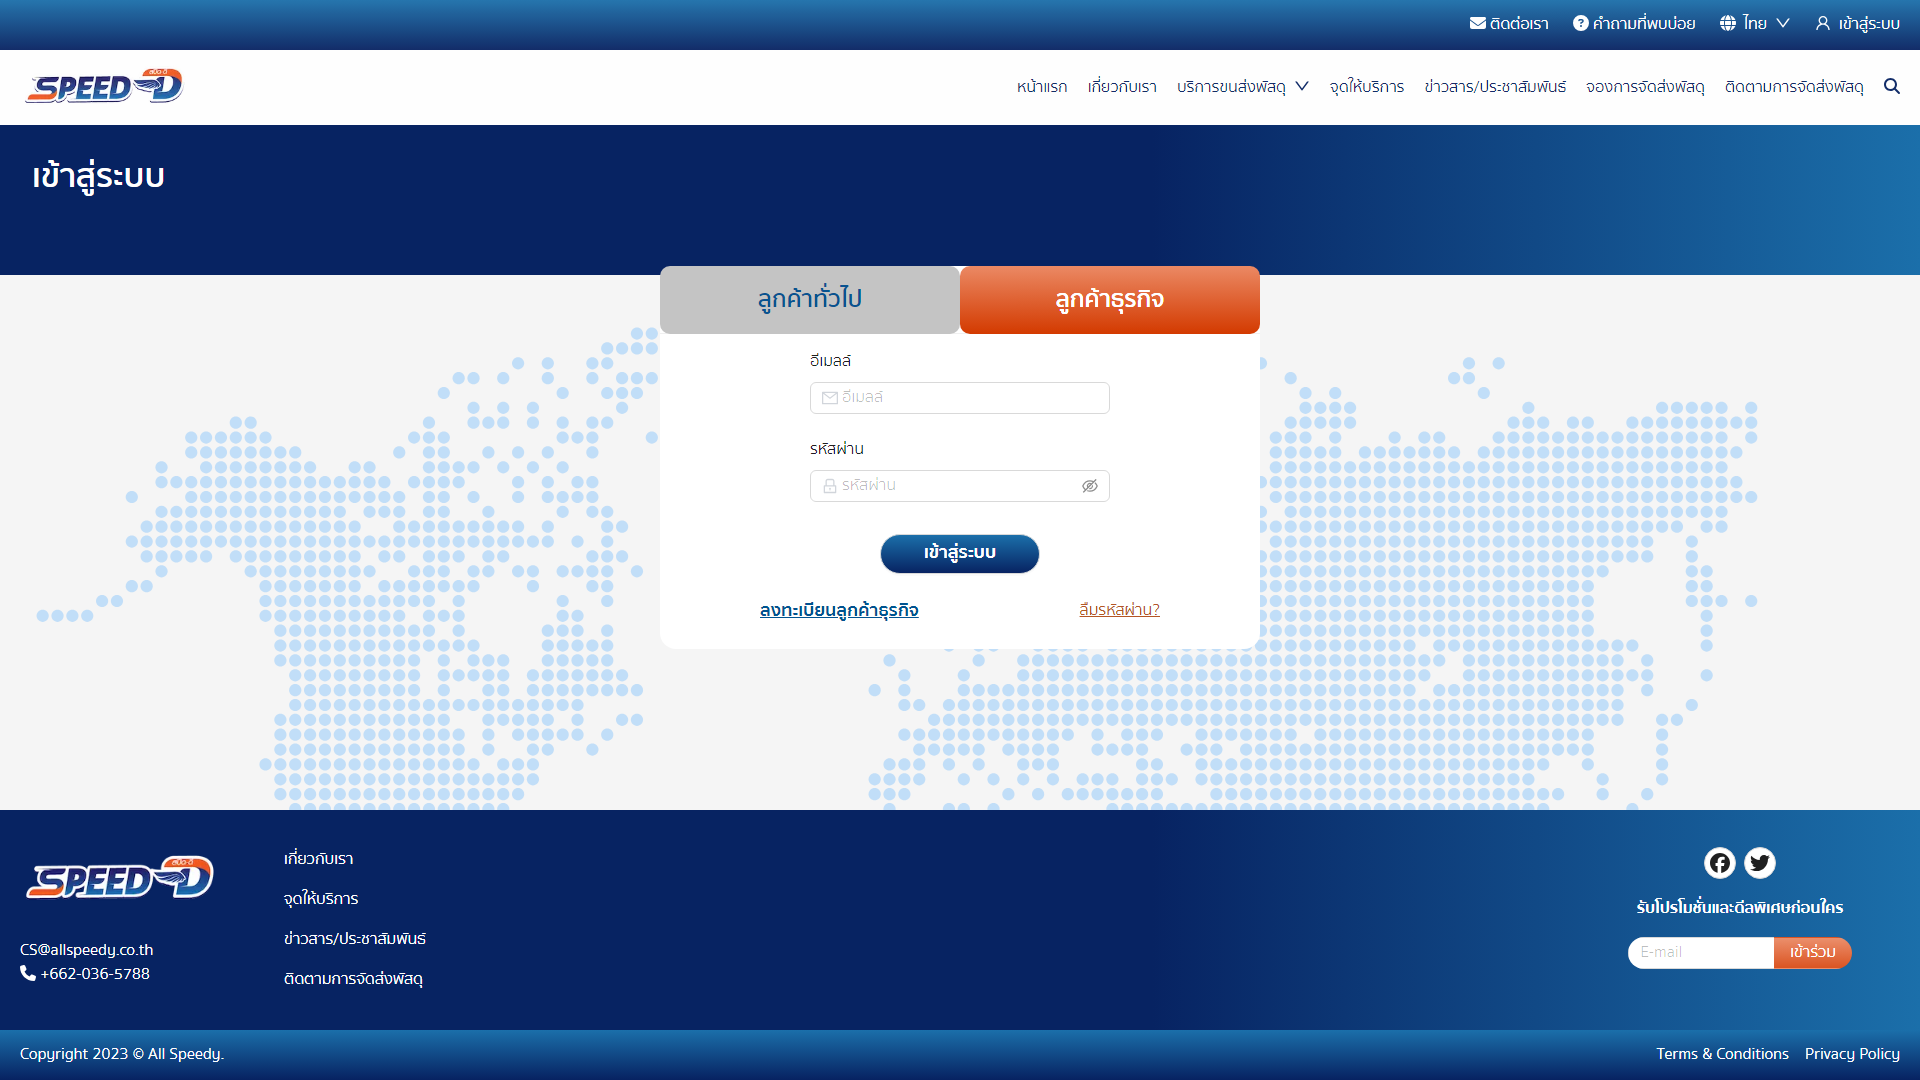 ติดต่อเรา
คำถามที่พบบ่อย
ไทย
เข้าสู่ระบบ
SPEED-D
สปีด-ดี
หน้าแรก
เกี่ยวกับเรา
บริการขนส่งพัสดุ
จุดให้บริการ
ข่าวสาร/ประชาสัมพันธ์
จองการจัดส่งพัสดุ
ติดตามการจัดส่งพัสดุ
เข้าสู่ระบบ
ลูกค้าทั่วไป
ลูกค้าธุรกิจ
อีเมลล์
อีเมลล์
รหัสผ่าน
รหัสผ่าน
เข้าสู่ระบบ
ลงทะเบียนลูกค้าธุรกิจ
ลืมรหัสผ่าน?
SPEED-D
สปีด-ดี
CS@allspeedy.co.th
+662-036-5788
เกี่ยวกับเรา
จุดให้บริการ
ข่าวสาร/ประชาสัมพันธ์
ติดตามการจัดส่งพัสดุ
รับโปรโมชั่นและดีลพิเศษก่อนใคร
E-mail
เข้าร่วม
Copyright 2023 © All Speedy.
Terms & Conditions
Privacy Policy